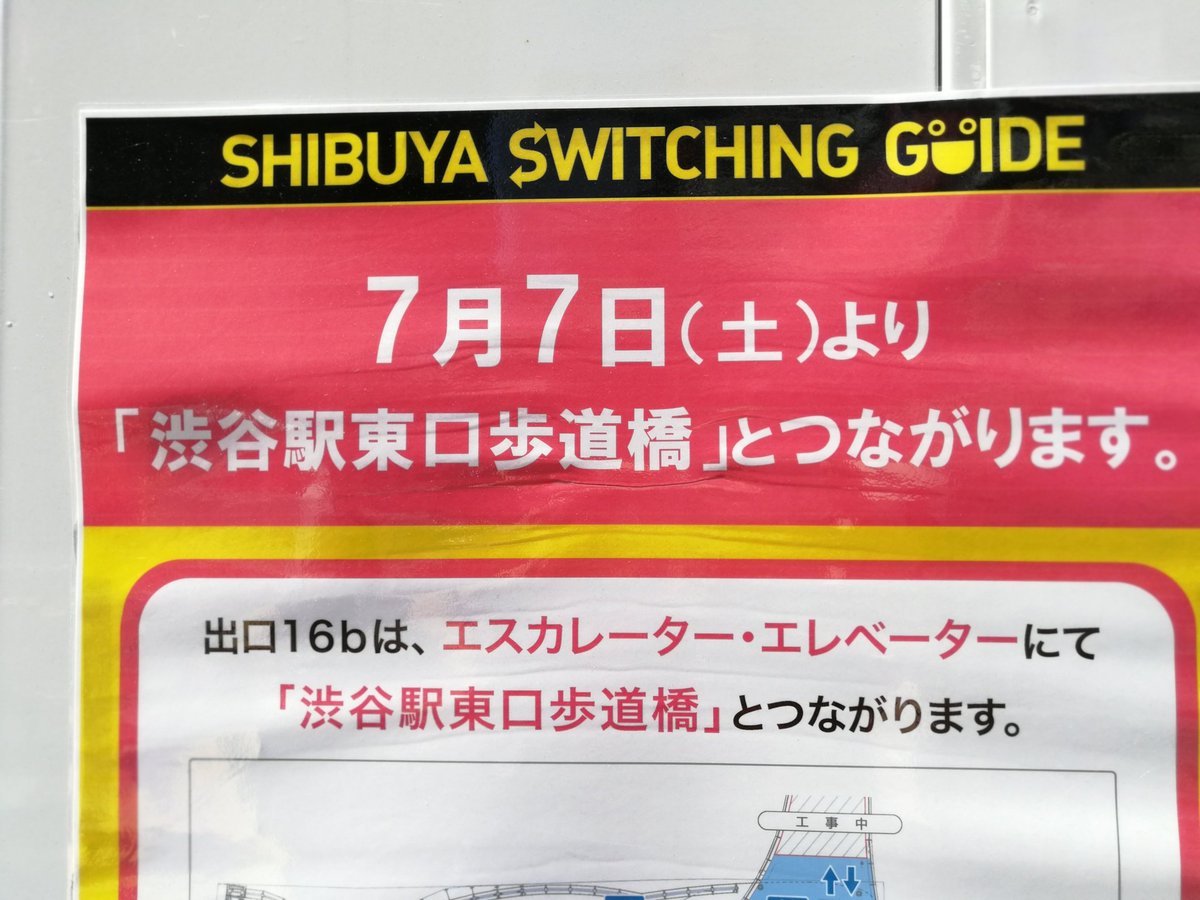 SHIBUYA SWITCHING GUIDE
7月7日(土)より
「渋谷駅東口歩道橋」とつながります。
出口16bは、エスカレーター・エレベーターにて
「渋谷駅東口歩道橋」とつながります。
工事中